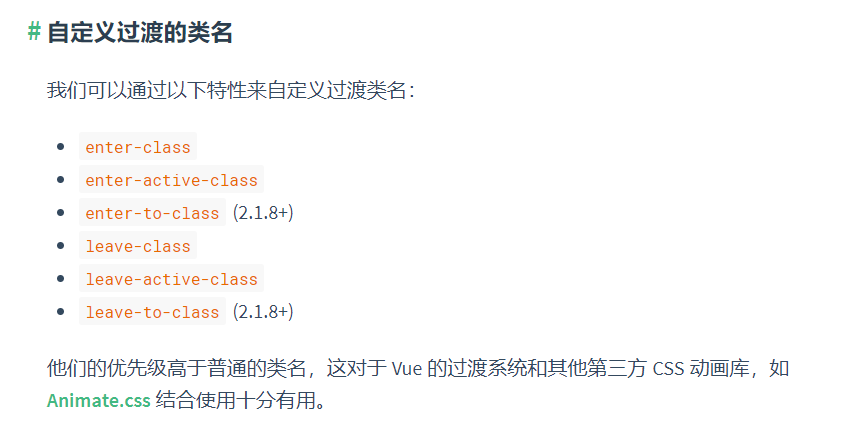 # 自定义过渡的类名
我们可以通过以下特性来自定义过渡类名：
enter-class
enter-active-class
enter-to-class (2.1.8+)
leave-class
leave-active-class
leave-to-class (2.1.8+)
他们的优先级高于普通的类名，这对于 Vue 的过渡系统和其他第三方 CSS 动画库，如
Animate.css 结合使用十分有用。